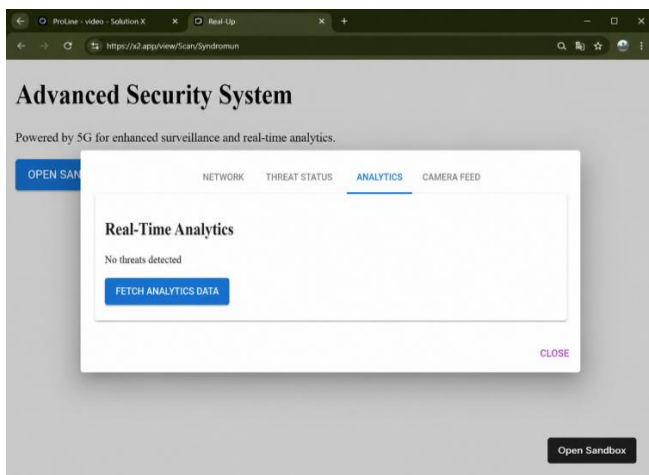 ProLine - video - Solution X
Real-Up
https://x2.app/view/Scan/Syndromun
Advanced Security System
Powered by 5G for enhanced surveillance and real-time analytics.
OPEN SAN
NETWORK THREAT STATUS ANALYTICS CAMERA FEED
Real-Time Analytics
No threats detected
FETCH ANALYTICS DATA
CLOSE
Open Sandbox